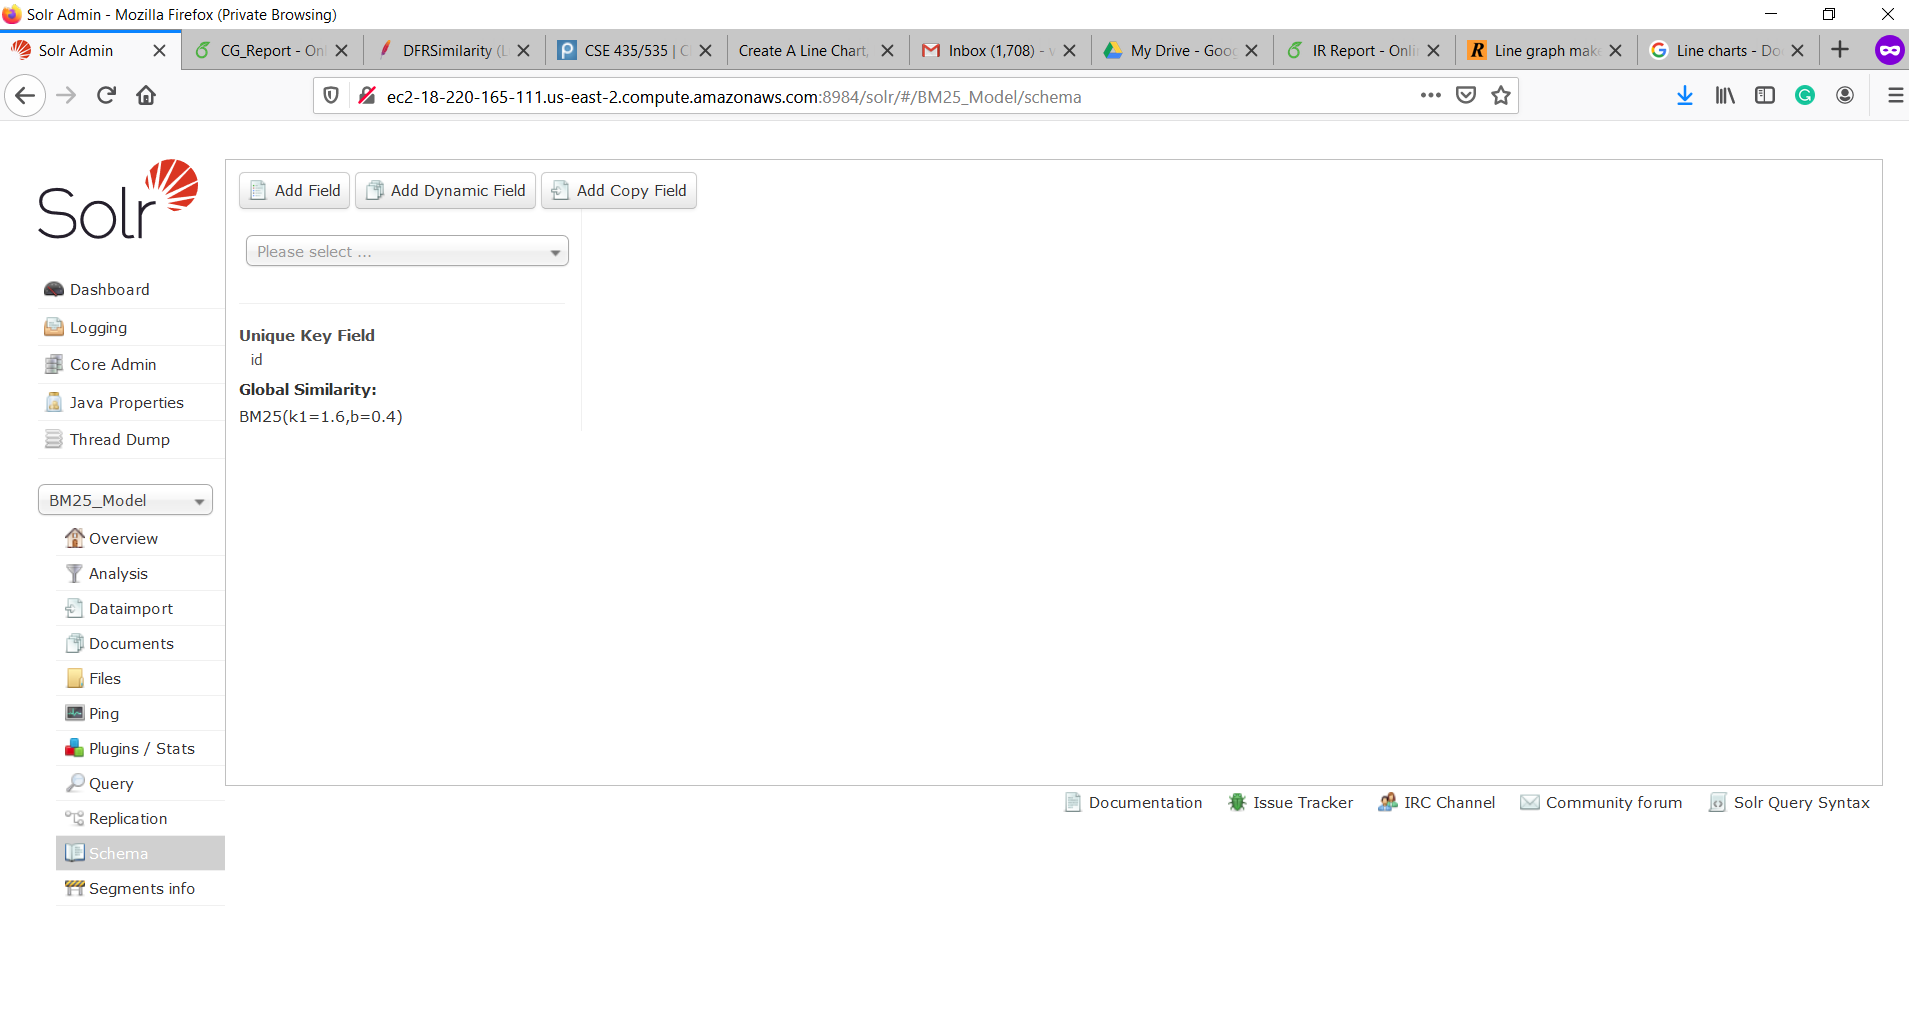 Solr Admin - Mozilla Firefox (Private Browsing)
Solr Admin
CG_Report - Onl
DFRSimilarity (L
CSE 435/535 | C
Create A Line Chart,
Inbox (1,708) -
My Drive - Goog
IR Report - Onlin
Line graph make
Line charts - Do
ec2-18-220-165-111.us-east-2.compute.amazonaws.com:8984/solr/#/BM25_Model/schema
Solr
Add Field
Add Dynamic Field
Add Copy Field
Please select ...
Unique Key Field
id
Global Similarity:
BM25(k1=1.6,b=0.4)
Dashboard
Logging
Core Admin
Java Properties
Thread Dump
BM25_Model
Overview
Analysis
Dataimport
Documents
Files
Ping
Plugins / Stats
Query
Replication
Schema
Segments info
Documentation
Issue Tracker
IRC Channel
Community forum
Solr Query Syntax